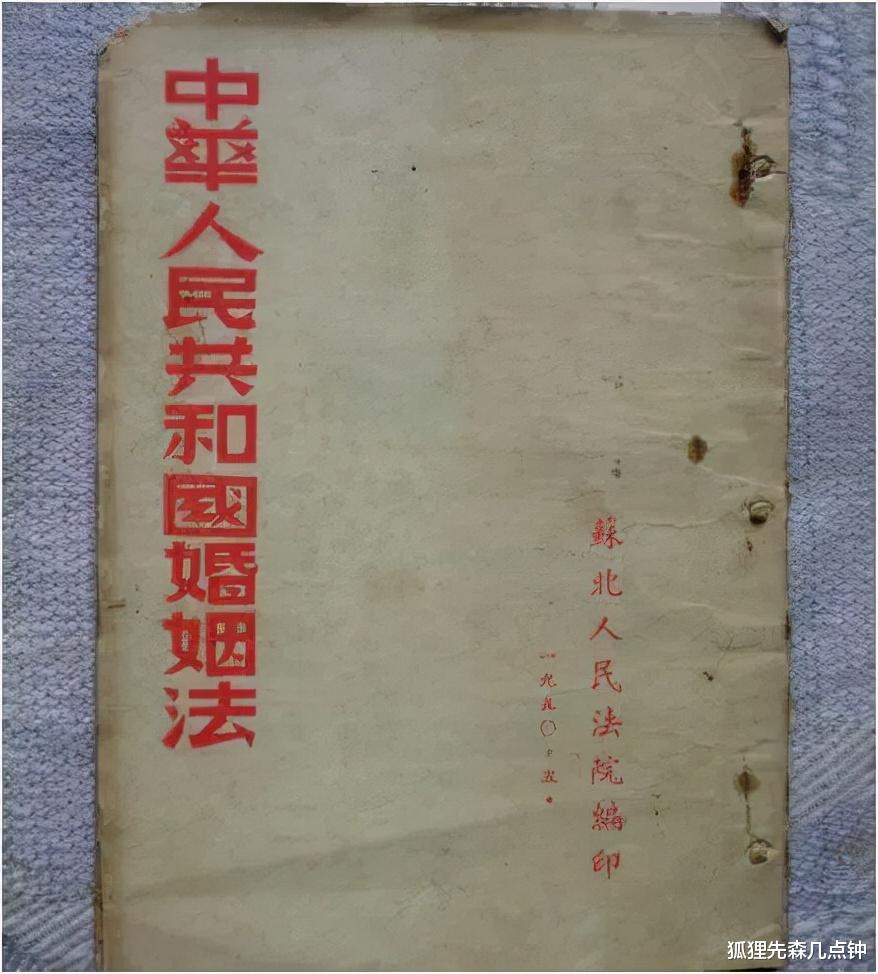 中華人民共和國婚姻法
蘇北人民法院編印
一九五〇·五·
狐狸先森几点钟